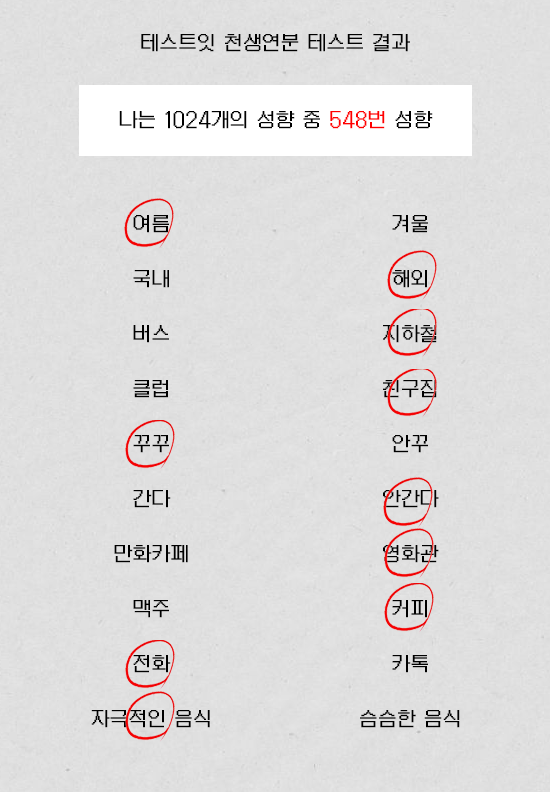 테스트잇 천생연분 테스트 결과
나는 1024개의 성향 중 548번 성향
여름 겨울
국내 해외
버스 지하철
클럽 친구집
꾸꾸 안꾸
간다 안간다
만화카페 영화관
맥주 커피
전화 카톡
자극적인 음식 슴슴한 음식